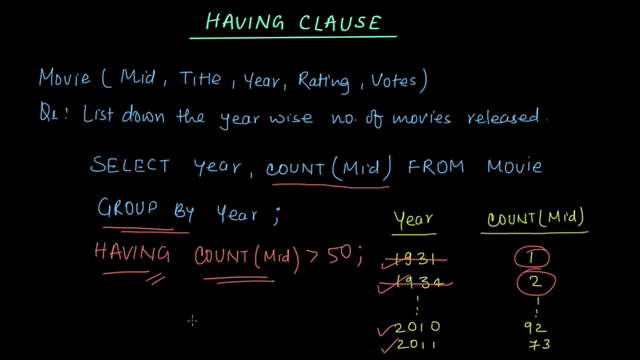 HAVING CLAUSE
Movie ( Mid, Title, Year, Rating, Votes)
Q1: List down the year wise no. of movies released.
SELECT Year, COUNT(Mid) FROM MOVIE
GROUP BY Year;
HAVING COUNT(Mid) > 50;
Year COUNT(Mid)
1931 1
1934 2
2010 92
2011 73